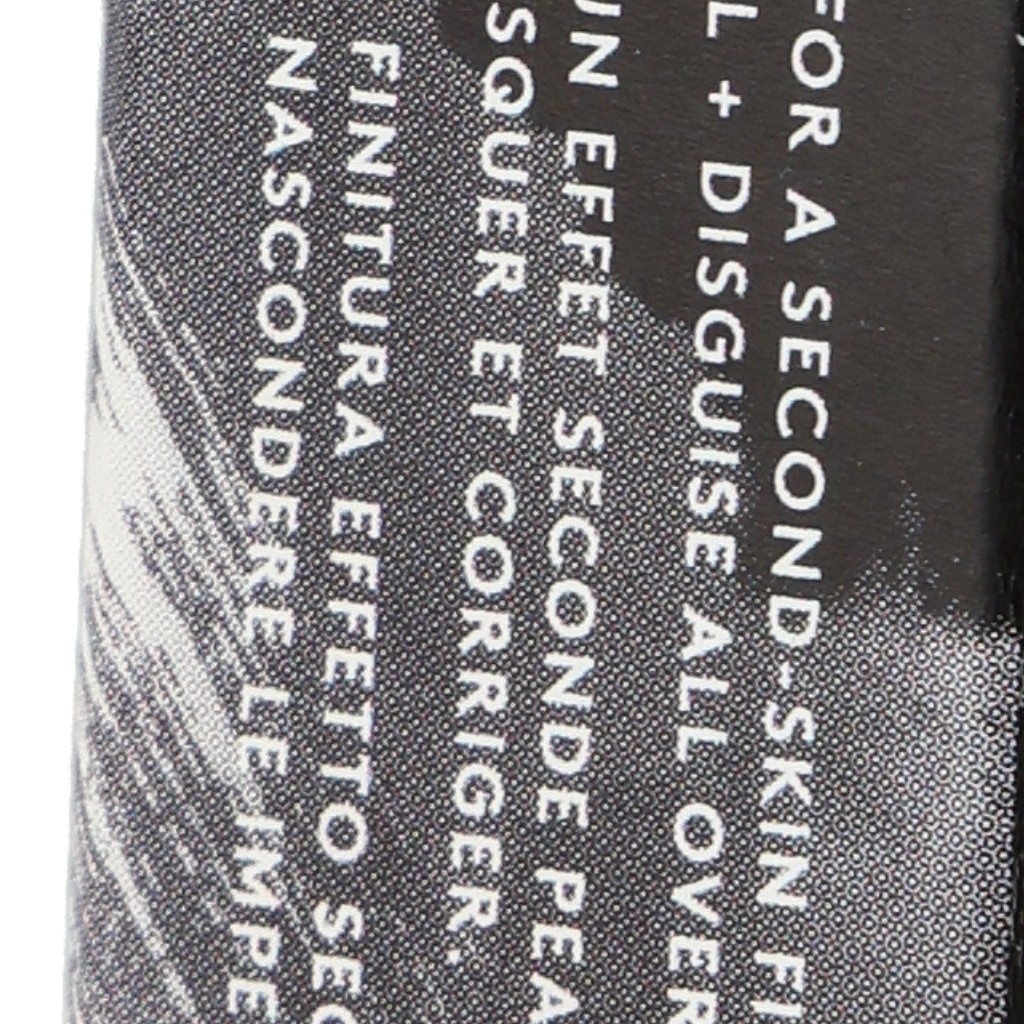 FOR A SECOND-SKIN FI
L + DISGUISE ALL OVER
UN EFFET SECONDE PEA
SQUER ET CORRIGER.
FINITURA EFFETTO SEC
NASCONDERE LE IMPE